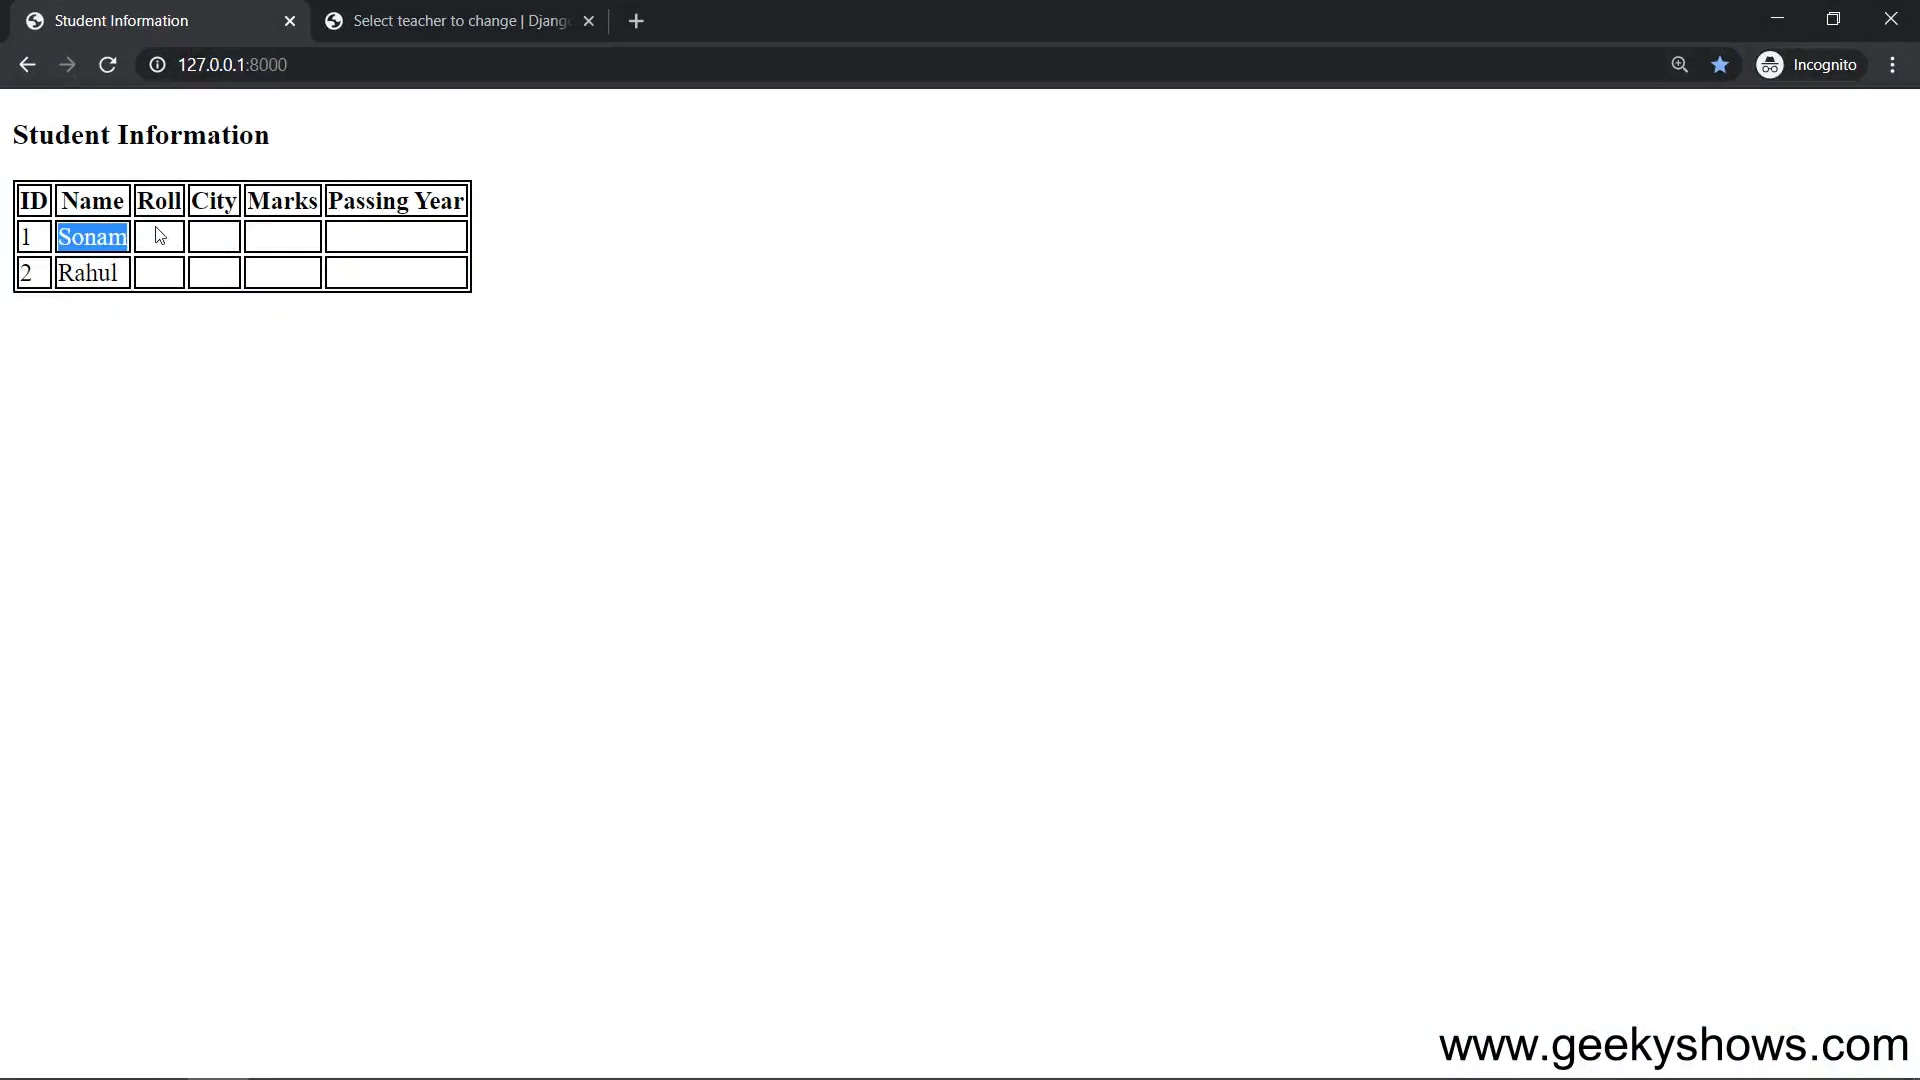 Student Information
Select teacher to change | Djang
127.0.0.1:8000
Incognito
Student Information
ID Name Roll City Marks Passing Year
1 Sonam
2 Rahul
www.geekyshows.com